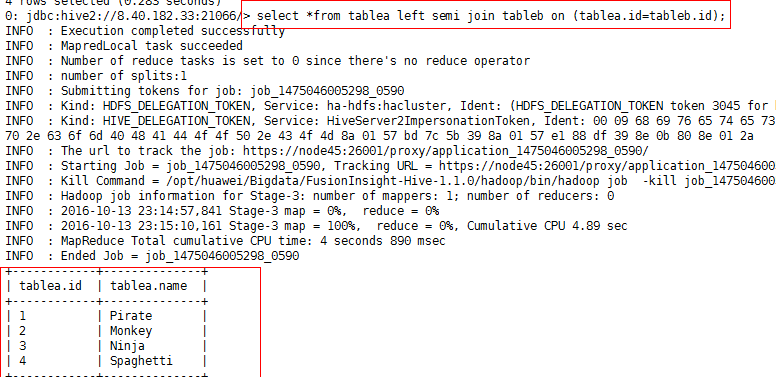 4 rows selected (0.283 seconds)
0: jdbc:hive2://8.40.182.33:21066/> select *from tablea left semi join tableb on (tablea.id=tableb.id);
INFO  : Execution completed successfully
INFO  : MapredLocal task succeeded
INFO  : Number of reduce tasks is set to 0 since there's no reduce operator
INFO  : number of splits:1
INFO  : Submitting tokens for job: job_1475046005298_0590
INFO  : Kind: HDFS_DELEGATION_TOKEN, Service: ha-hdfs:hacluster, Ident: (HDFS_DELEGATION_TOKEN token 3045 for
INFO  : Kind: HIVE_DELEGATION_TOKEN, Service: HiveServer2ImpersonationToken, Ident: 00 09 68 69 76 65 74 65 73
70 2e 63 6f 6d 40 48 41 44 4f 4f 50 2e 43 4f 4d 8a 01 57 bd 7c 5b 39 8a 01 57 e1 88 df 39 8e 0b 80 8e 01 2a
INFO  : The url to track the job: https://node45:26001/proxy/application_1475046005298_0590/
INFO  : Starting Job = job_1475046005298_0590, Tracking URL = https://node45:26001/proxy/application_1475046005
INFO  : Kill Command = /opt/huawei/Bigdata/FusionInsight-Hive-1.1.0/hadoop/bin/hadoop job  -kill job_1475046005
INFO  : Hadoop job information for Stage-3: number of mappers: 1; number of reducers: 0
INFO  : 2016-10-13 23:14:57,841 Stage-3 map = 0%,  reduce = 0%
INFO  : 2016-10-13 23:15:10,161 Stage-3 map = 100%,  reduce = 0%, Cumulative CPU 4.89 sec
INFO  : MapReduce Total cumulative CPU time: 4 seconds 890 msec
INFO  : Ended Job = job_1475046005298_0590
+------------+--------------+
| tablea.id  | tablea.name  |
+------------+--------------+
| 1          | Pirate       |
| 2          | Monkey       |
| 3          | Ninja        |
| 4          | Spaghetti    |
+------------+--------------+